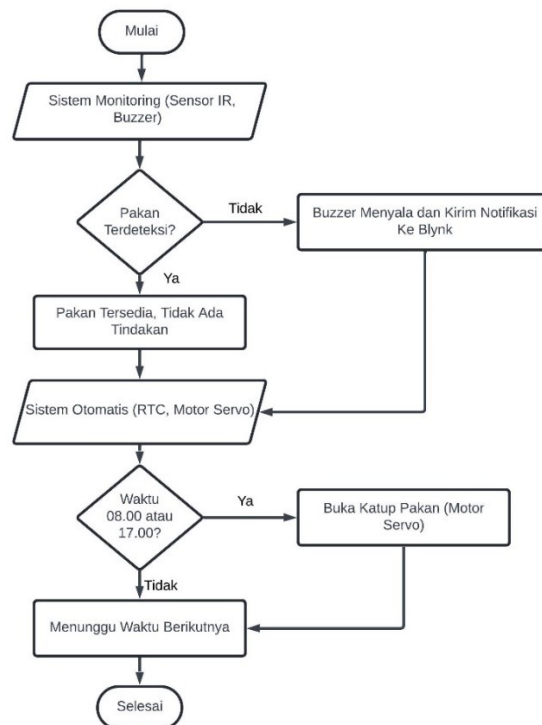 Mulai
Sistem Monitoring (Sensor IR,
Buzzer)
Pakan
Terdeteksi?
Tidak
Buzzer Menyala dan Kirim Notifikasi
Ke Blynk
Ya
Pakan Tersedia, Tidak Ada
Tindakan
Sistem Otomatis (RTC, Motor Servo)
Waktu
08.00 atau
17.00?
Ya
Buka Katup Pakan (Motor
Servo)
Tidak
Menunggu Waktu Berikutnya
Selesai